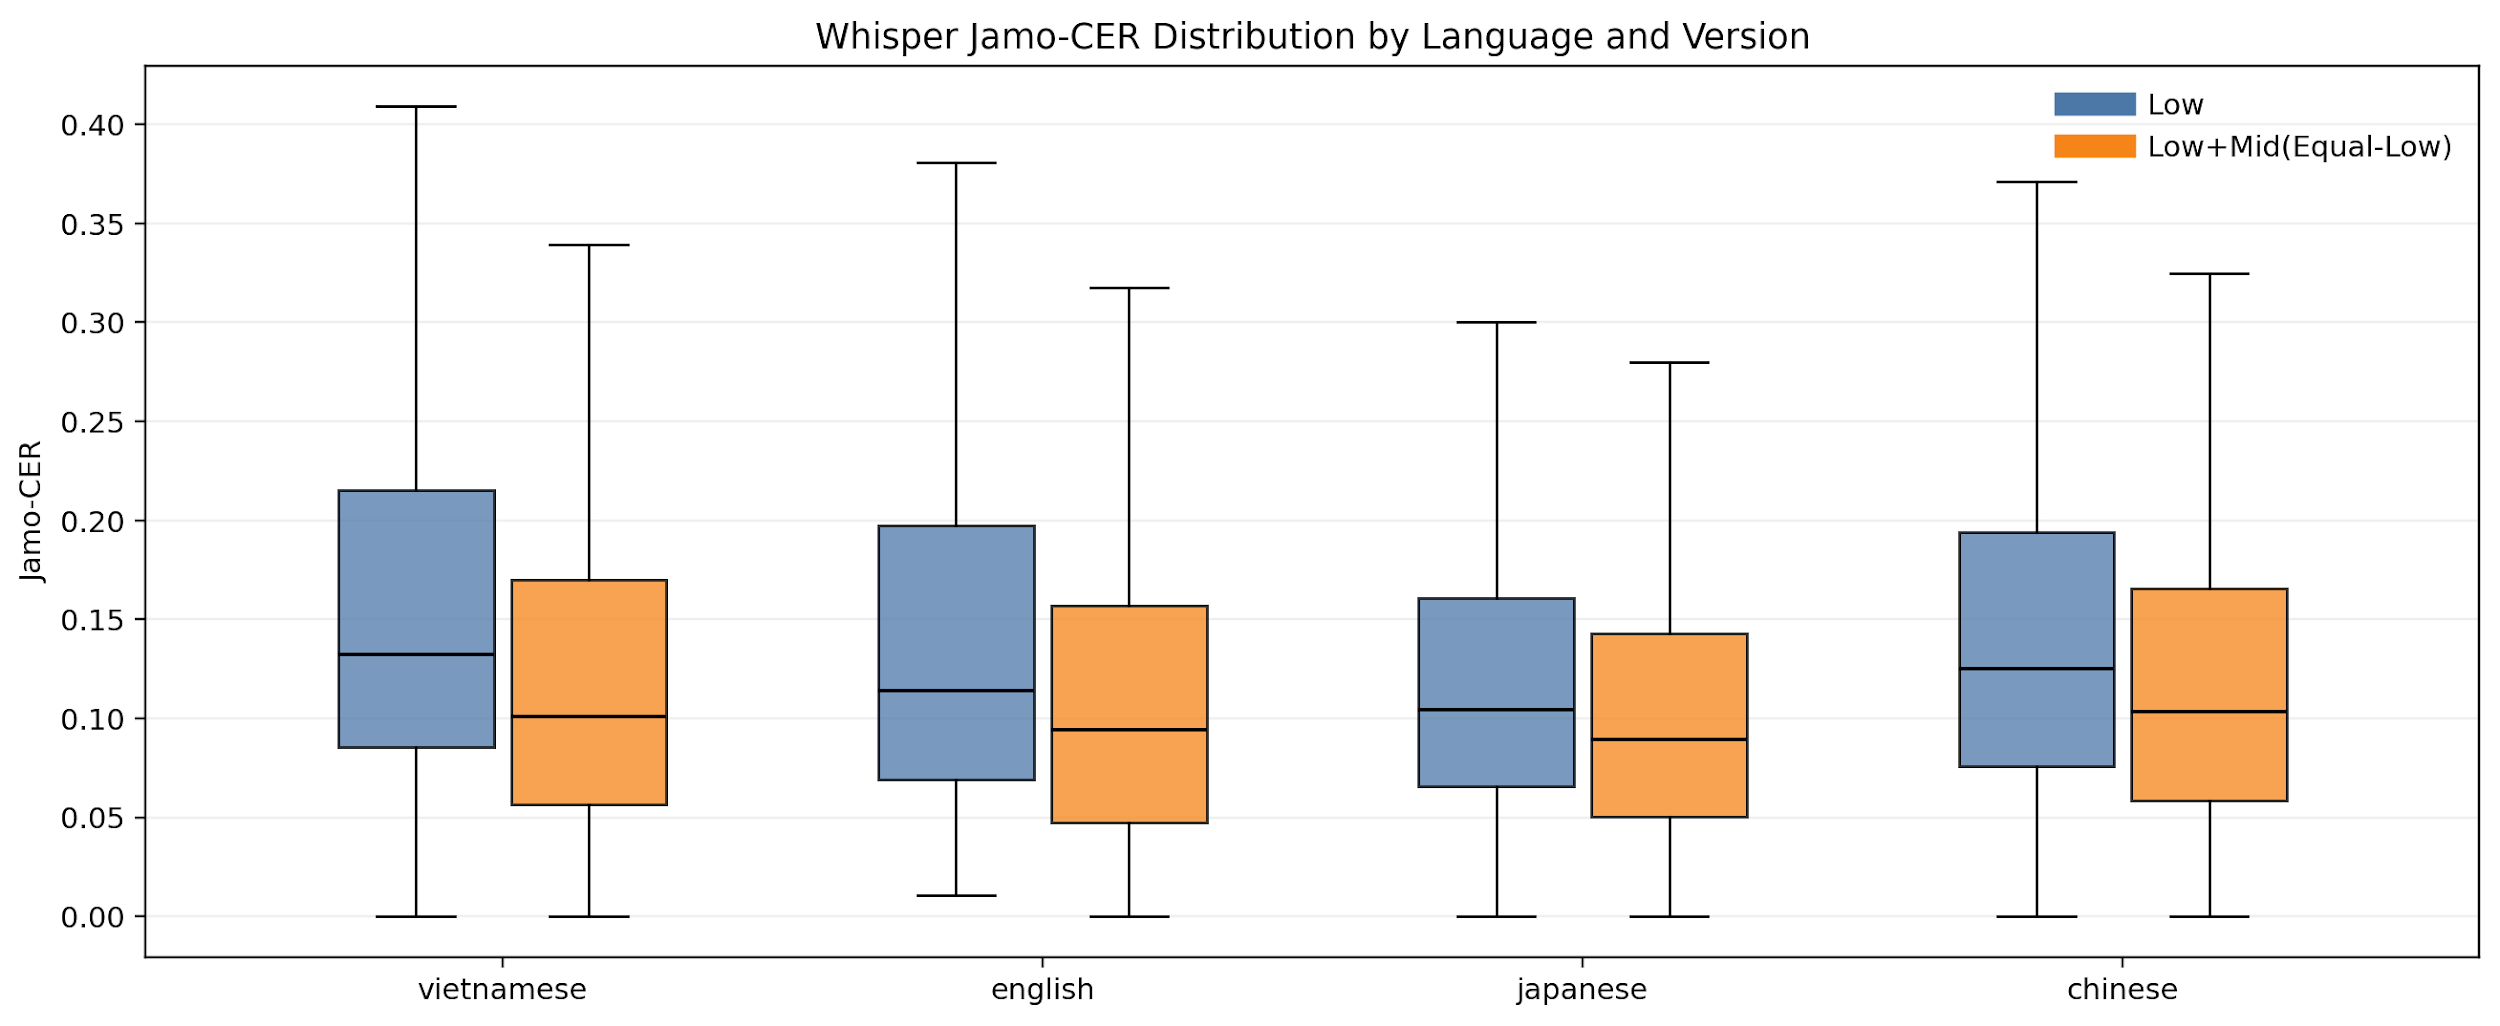 Whisper Jamo-CER Distribution by Language and Version
Low
Low+Mid(Equal-Low)
0.40
0.35
0.30
0.25
0.20
0.15
0.10
0.05
0.00
Jamo-CER
vietnamese
english
japanese
chinese